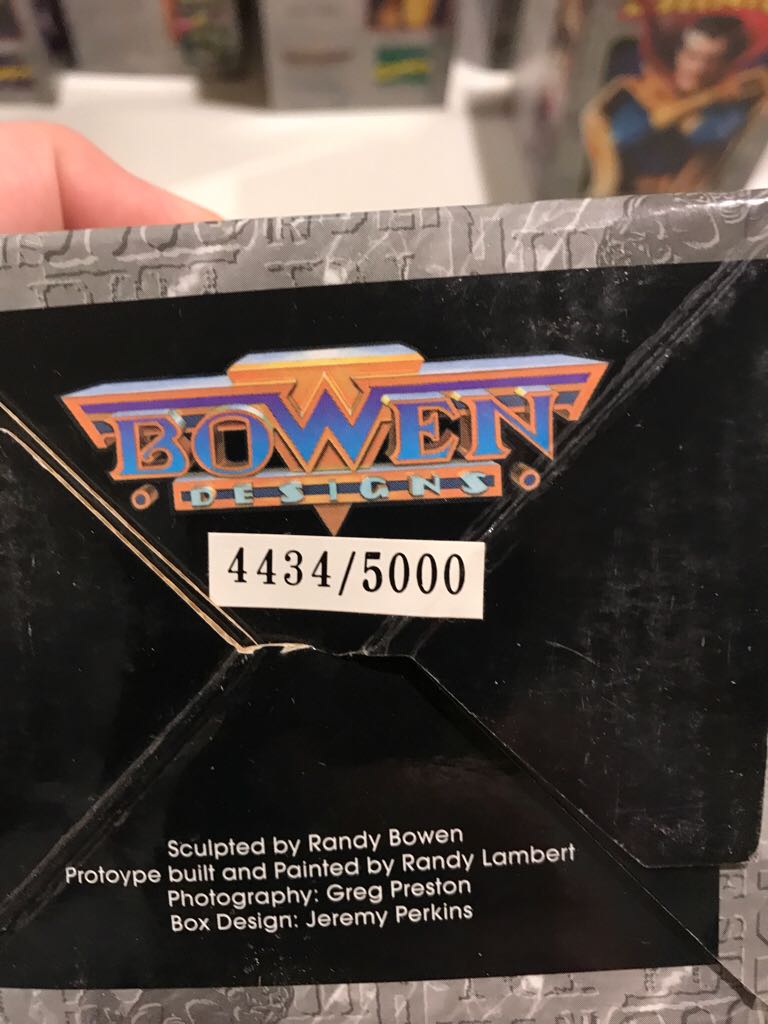 BOWEN
DESIGNS
4434/5000
Sculpted by Randy Bowen
Protoype built and Painted by Randy Lambert
Photography: Greg Preston
Box Design: Jeremy Perkins